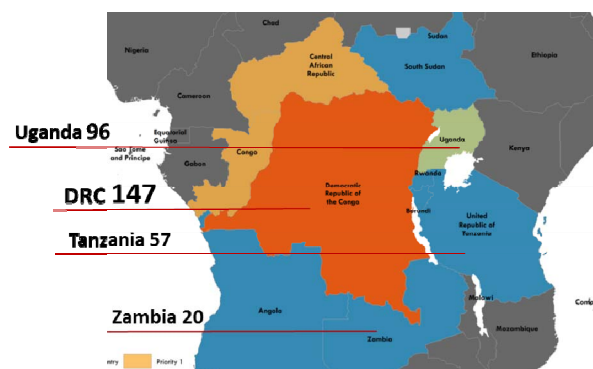 Chad
Sudan
Nigeria
Ethiopia
Central
African
Republic
South Sudan
Cameroon
Uganda 96
Equatorial
Guinea
Uganda
Sao Tome
and Principe
Congo
Kenya
Gabon
Rwanda
DRC 147
Democratic
Republic of
the Congo
Burundi
United
Republic of
Tanzania
Tanzania 57
Malawi
Angola
Zambia 20
Mozambique
Zambia
ntry
Priority 1